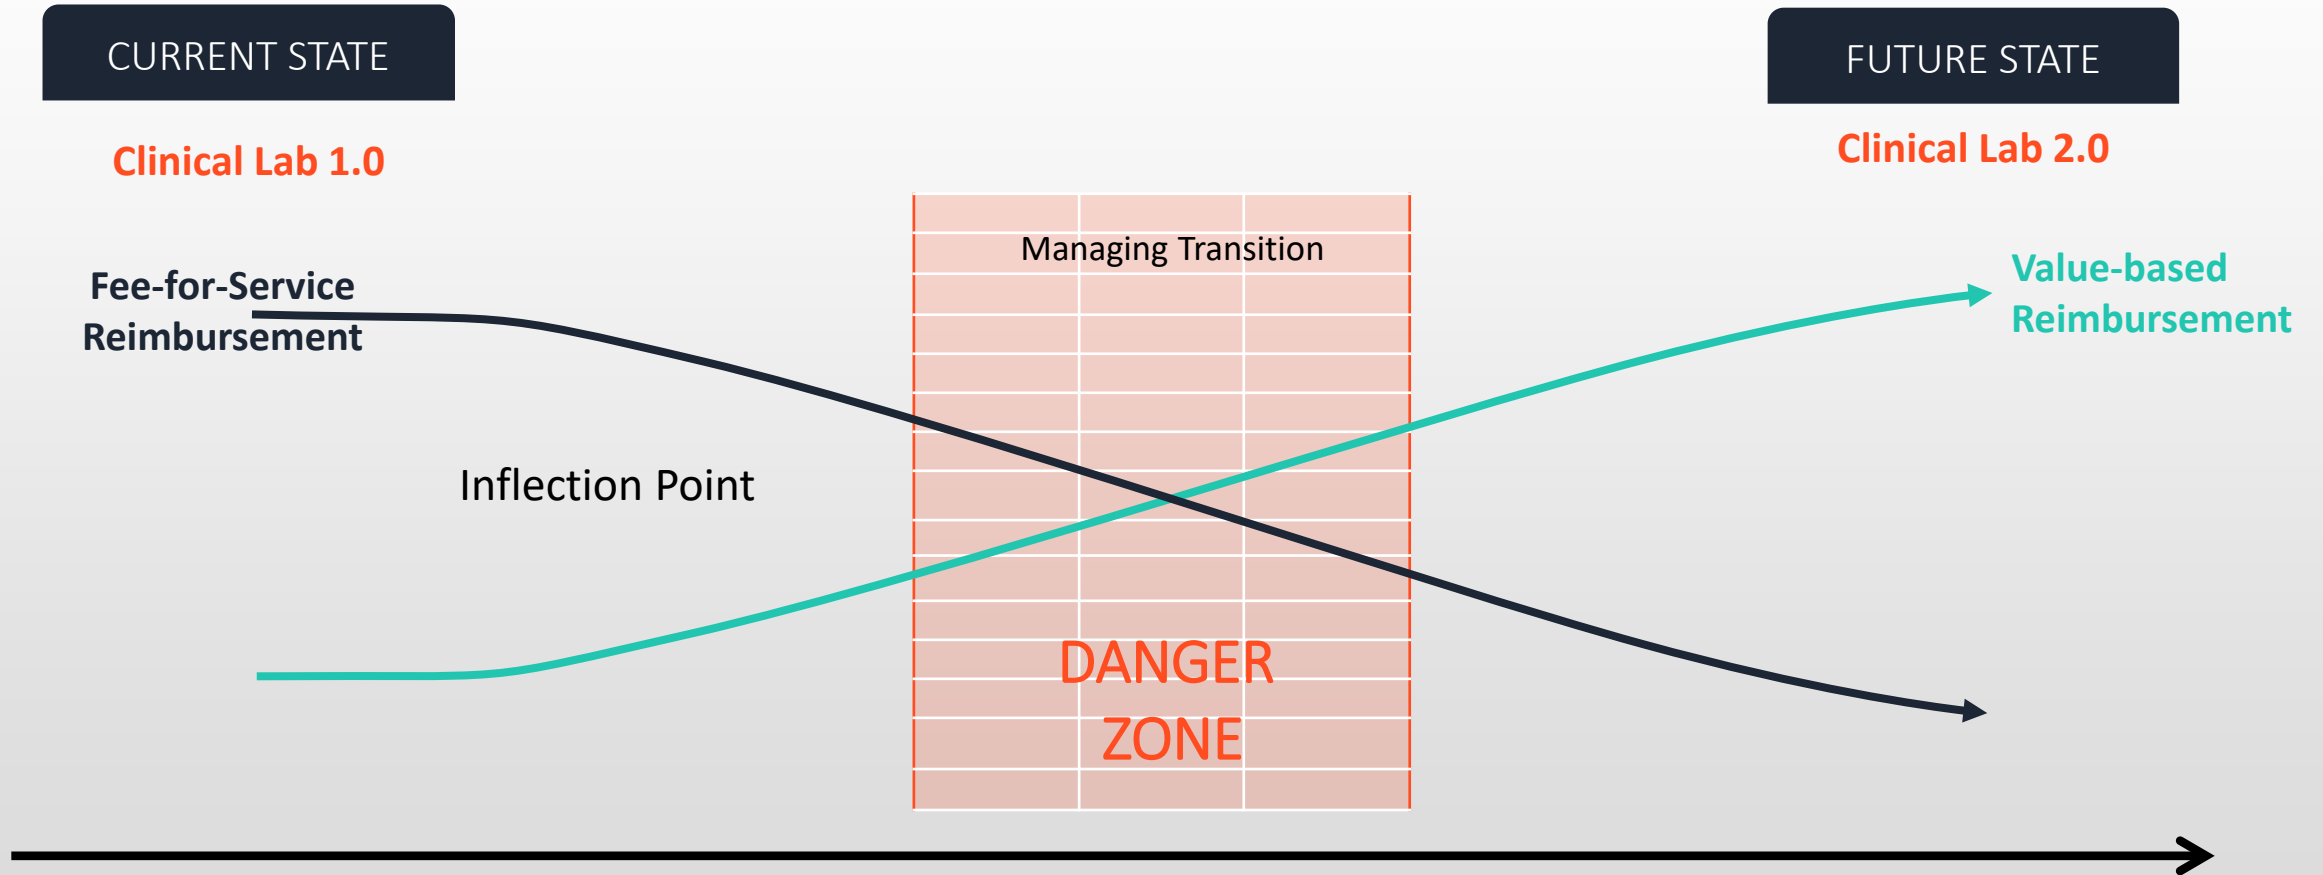 CURRENT STATE
FUTURE STATE
Clinical Lab 1.0
Clinical Lab 2.0
Managing Transition
Fee-for-Service
Reimbursement
Value-based
Reimbursement
Inflection Point
DANGER
ZONE